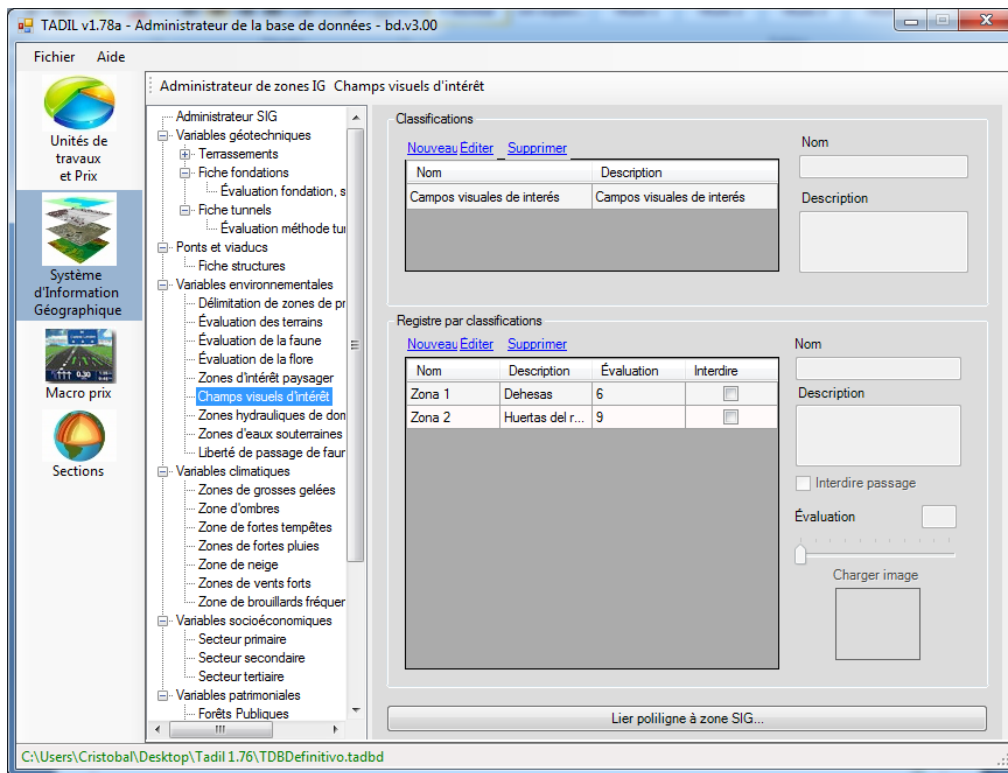 TADIL v1.78a - Administrateur de la base de données - bd.v3.00
Fichier Aide
Unités de
travaux
et Prix
Système
d'Information
Géographique
Macro prix
Sections
Administrateur de zones IG Champs visuels d'intérêt
Administrateur SIG
Variables géotechniques
Terrassements
Fiche fondations
Évaluation fondation, s
Fiche tunnels
Évaluation méthode tu
Ponts et viaducs
Fiche structures
Variables environnementales
Délimitation de zones de pr
Évaluation des terrains
Évaluation de la faune
Évaluation de la flore
Zones d'intérêt paysager
Champs visuels d'intérêt
Zones hydrauliques de don
Zones d'eaux souterraines
Liberté de passage de faur
Variables climatiques
Zones de grosses gelées
Zone d'ombres
Zone de fortes tempêtes
Zones de fortes pluies
Zone de neige
Zones de vents forts
Zone de brouillards fréquer
Variables socioéconomiques
Secteur primaire
Secteur secondaire
Secteur tertiaire
Variables patrimoniales
Forêts Publiques
Classifications
Nouveau Éditer Supprimer
Nom Description
Campos visuales de interés Campos visuales de interés
Nom
Description
Registre par classifications
Nouveau Éditer Supprimer
Nom Description Évaluation Interdire
Zona 1 Dehesas 6
Zona 2 Huertas del r... 9
Nom
Description
Interdire passage
Évaluation
Charger image
Lier poliligne à zone SIG...
C:\Users\Cristobal\Desktop\Tadil 1.76\TDBDefinitivo.tadbd